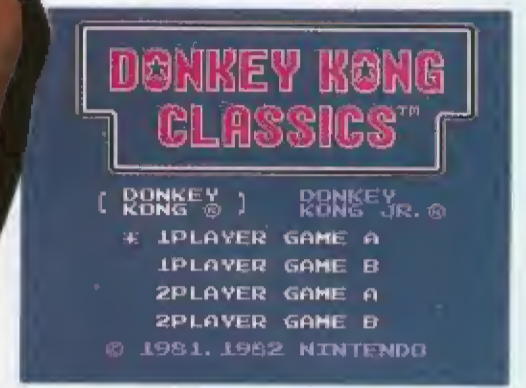 DONKEY KONG
CLASSICS™
[ DONKEY KONG ® ] DONKEY KONG JR.®
* 1PLAYER GAME A
1PLAYER GAME B
2PLAYER GAME A
2PLAYER GAME B
© 1981,1982 NINTENDO